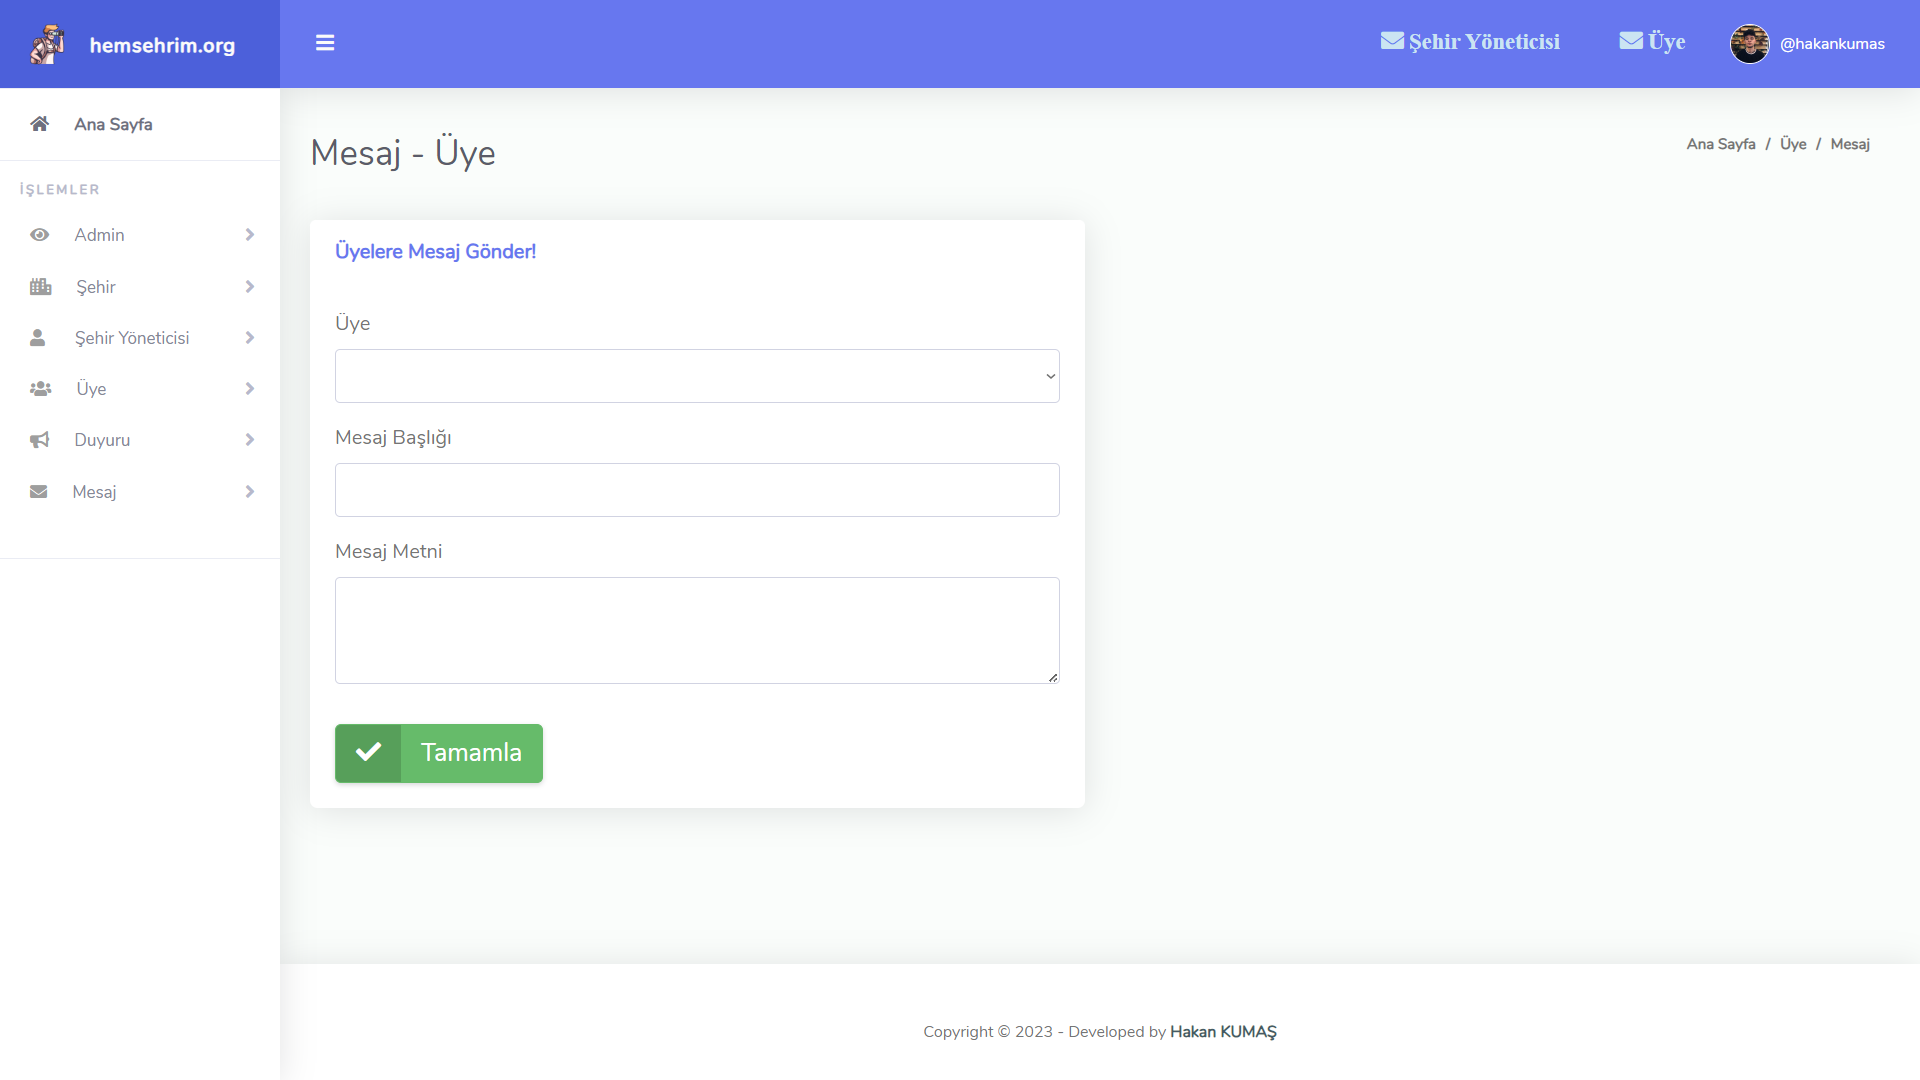 hemsehrim.org
Şehir Yöneticisi
Üye
@hakankumas
Ana Sayfa
İŞLEMLER
Admin
Şehir
Şehir Yöneticisi
Üye
Duyuru
Mesaj
Mesaj - Üye
Ana Sayfa / Üye / Mesaj
Üyelere Mesaj Gönder!
Üye
Mesaj Başlığı
Mesaj Metni
Tamamla
Copyright © 2023 - Developed by Hakan KUMAŞ